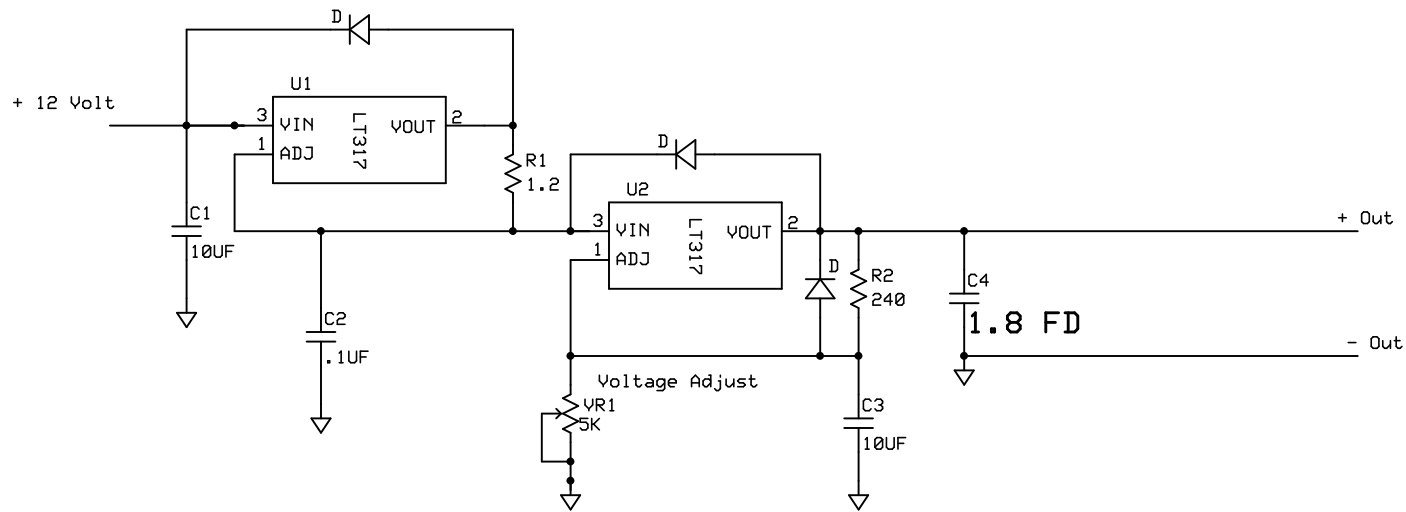 D
U1
+ 12 Volt
3
VIN
LT317
VOUT
2
1
ADJ
R1
1.2
D
U2
C1
10UF
3
VIN
LT317
VOUT
2
1
ADJ
+ Out
D
R2
240
C4
1.8 FD
C2
.1UF
- Out
Voltage Adjust
VR1
5K
C3
10UF